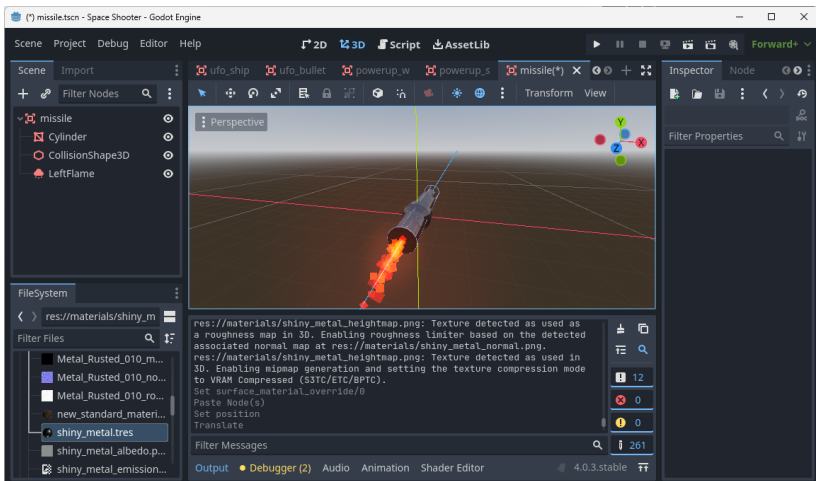 (*) missile.tscn - Space Shooter - Godot Engine
Scene Project Debug Editor Help
2D 3D Script AssetLib
Forward+
Scene Import
ufo_ship ufo_bullet powerup_w powerup_s missile(*)
Inspector Node
Filter Nodes
Transform View
missile
Cylinder
CollisionShape3D
LeftFlame
Perspective
Y
X
Z
DOC
Filter Properties
FileSystem
res://materials/shiny_m
Filter Files
Metal_Rusted_010_m...
Metal_Rusted_010_no...
Metal_Rusted_010_ro...
new_standard_materi...
shiny_metal.tres
shiny_metal_albedo.p...
shiny_metal_emission...
res://materials/shiny_metal_heightmap.png: Texture detected as used as
a roughness map in 3D. Enabling roughness limiter based on the detected
associated normal map at res://materials/shiny_metal_normal.png.
res://materials/shiny_metal_heightmap.png: Texture detected as used in
3D. Enabling mipmap generation and setting the texture compression mode
to VRAM Compressed (S3TC/ETC/BPTC).
Set surface_material_override/0
Paste Node(s)
Set position
Translate
12
0
0
261
Filter Messages
Output Debugger (2) Audio Animation Shader Editor
4.0.3.stable